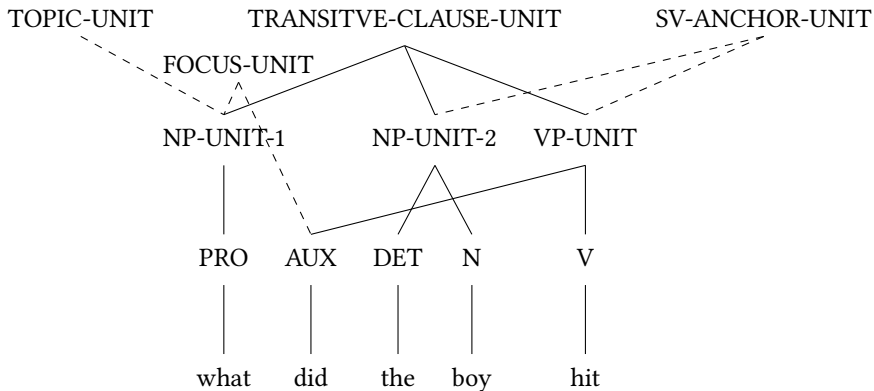 TOPIC-UNIT TRANSITVE-CLAUSE-UNIT SV-ANCHOR-UNIT
FOCUS-UNIT
NP-UNIT-1 NP-UNIT-2 VP-UNIT
PRO AUX DET N V
what did the boy hit